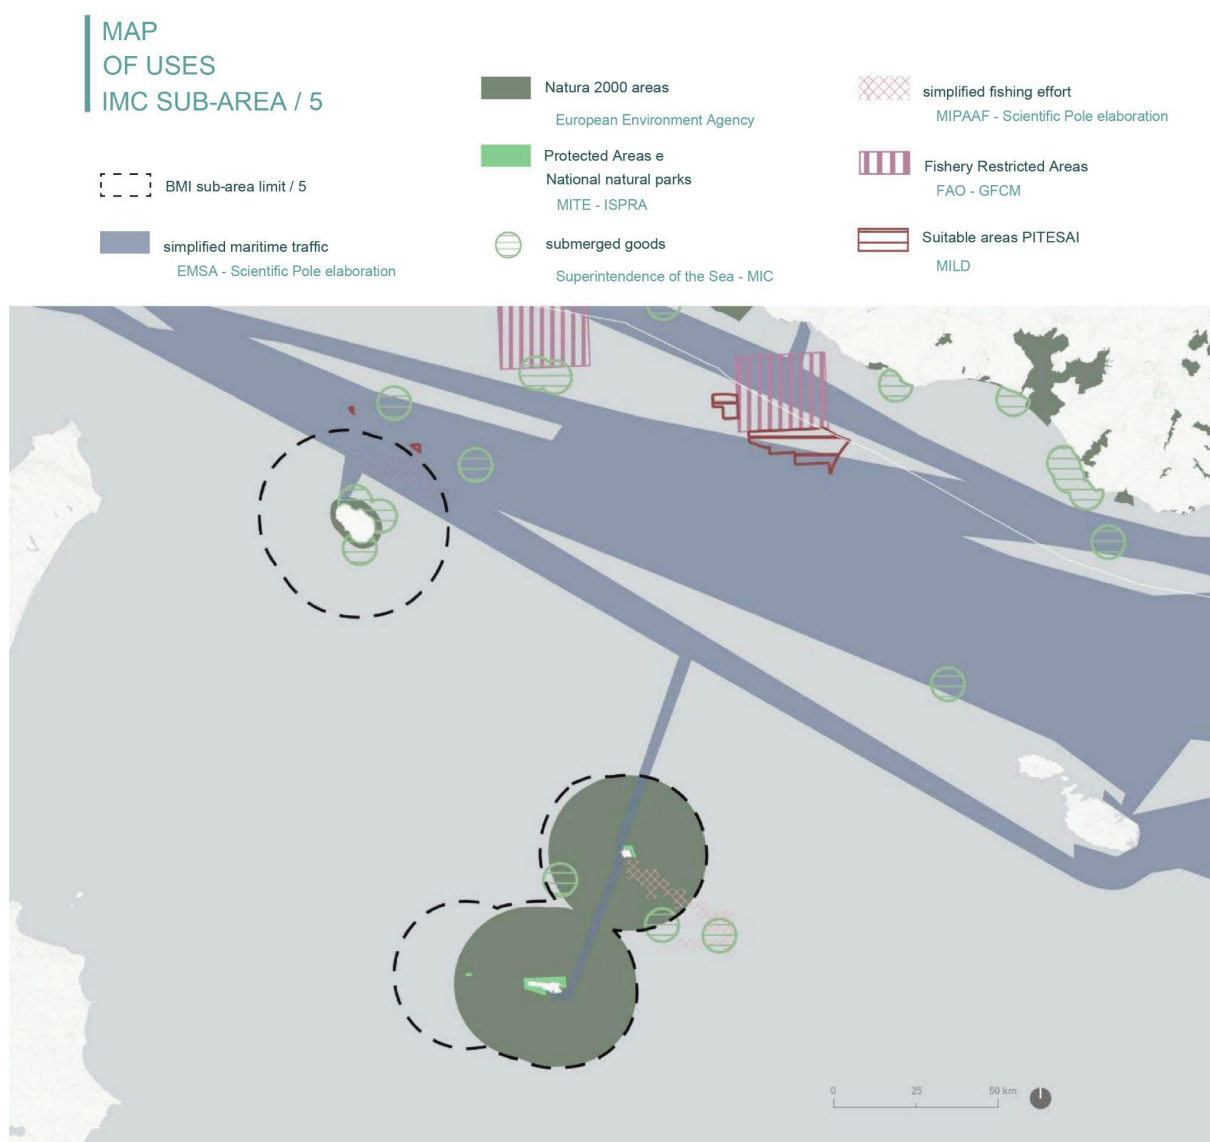 MAP
OF USES
IMC SUB-AREA / 5
BMI sub-area limit / 5
simplified maritime traffic
EMSA - Scientific Pole elaboration
Natura 2000 areas
European Environment Agency
Protected Areas e
National natural parks
MITE - ISPRA
submerged goods
Superintendence of the Sea - MIC
simplified fishing effort
MIPAAF - Scientific Pole elaboration
Fishery Restricted Areas
FAO - GFCM
Suitable areas PITESAI
MILD
0 25 50 km